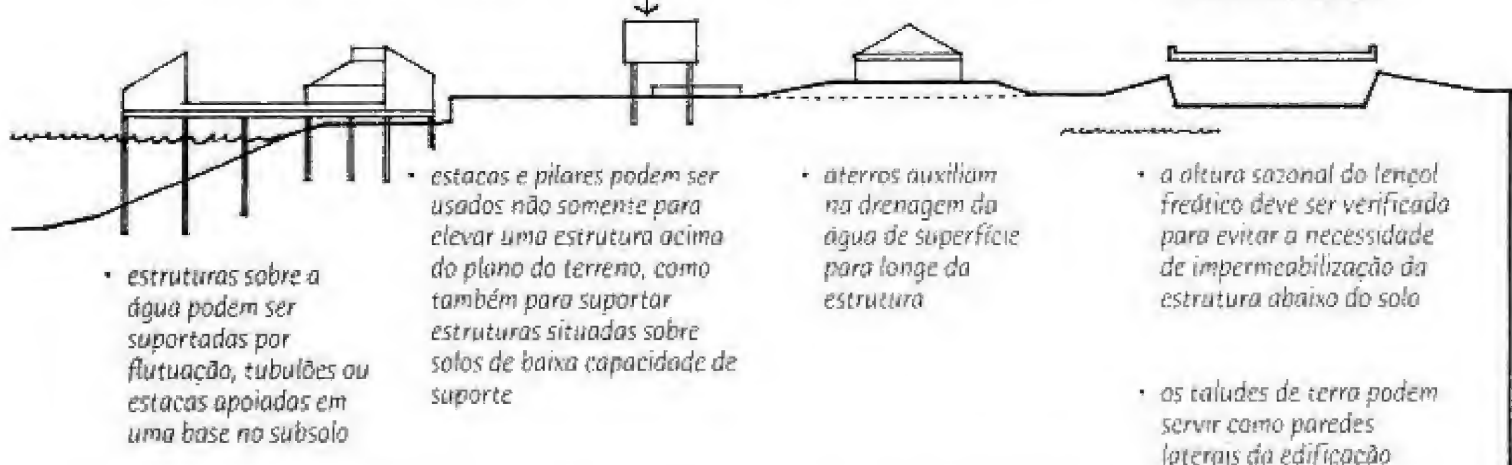 • estruturas sobre a
água podem ser
suportadas por
flutuação, tubulões ou
estacas apoiadas em
uma base no subsolo
• estacas e pilares podem ser
usados não somente para
elevar uma estrutura acima
do plano do terreno, como
também para suportar
estruturas situadas sobre
solos de baixa capacidade de
suporte
• aterros auxiliam
na drenagem da
água de superfície
para longe da
estrutura
• a altura sazonal do lençol
freático deve ser verificada
para evitar a necessidade
de impermeabilização da
estrutura abaixo do solo
• os taludes de terra podem
servir como paredes
laterais da edificação